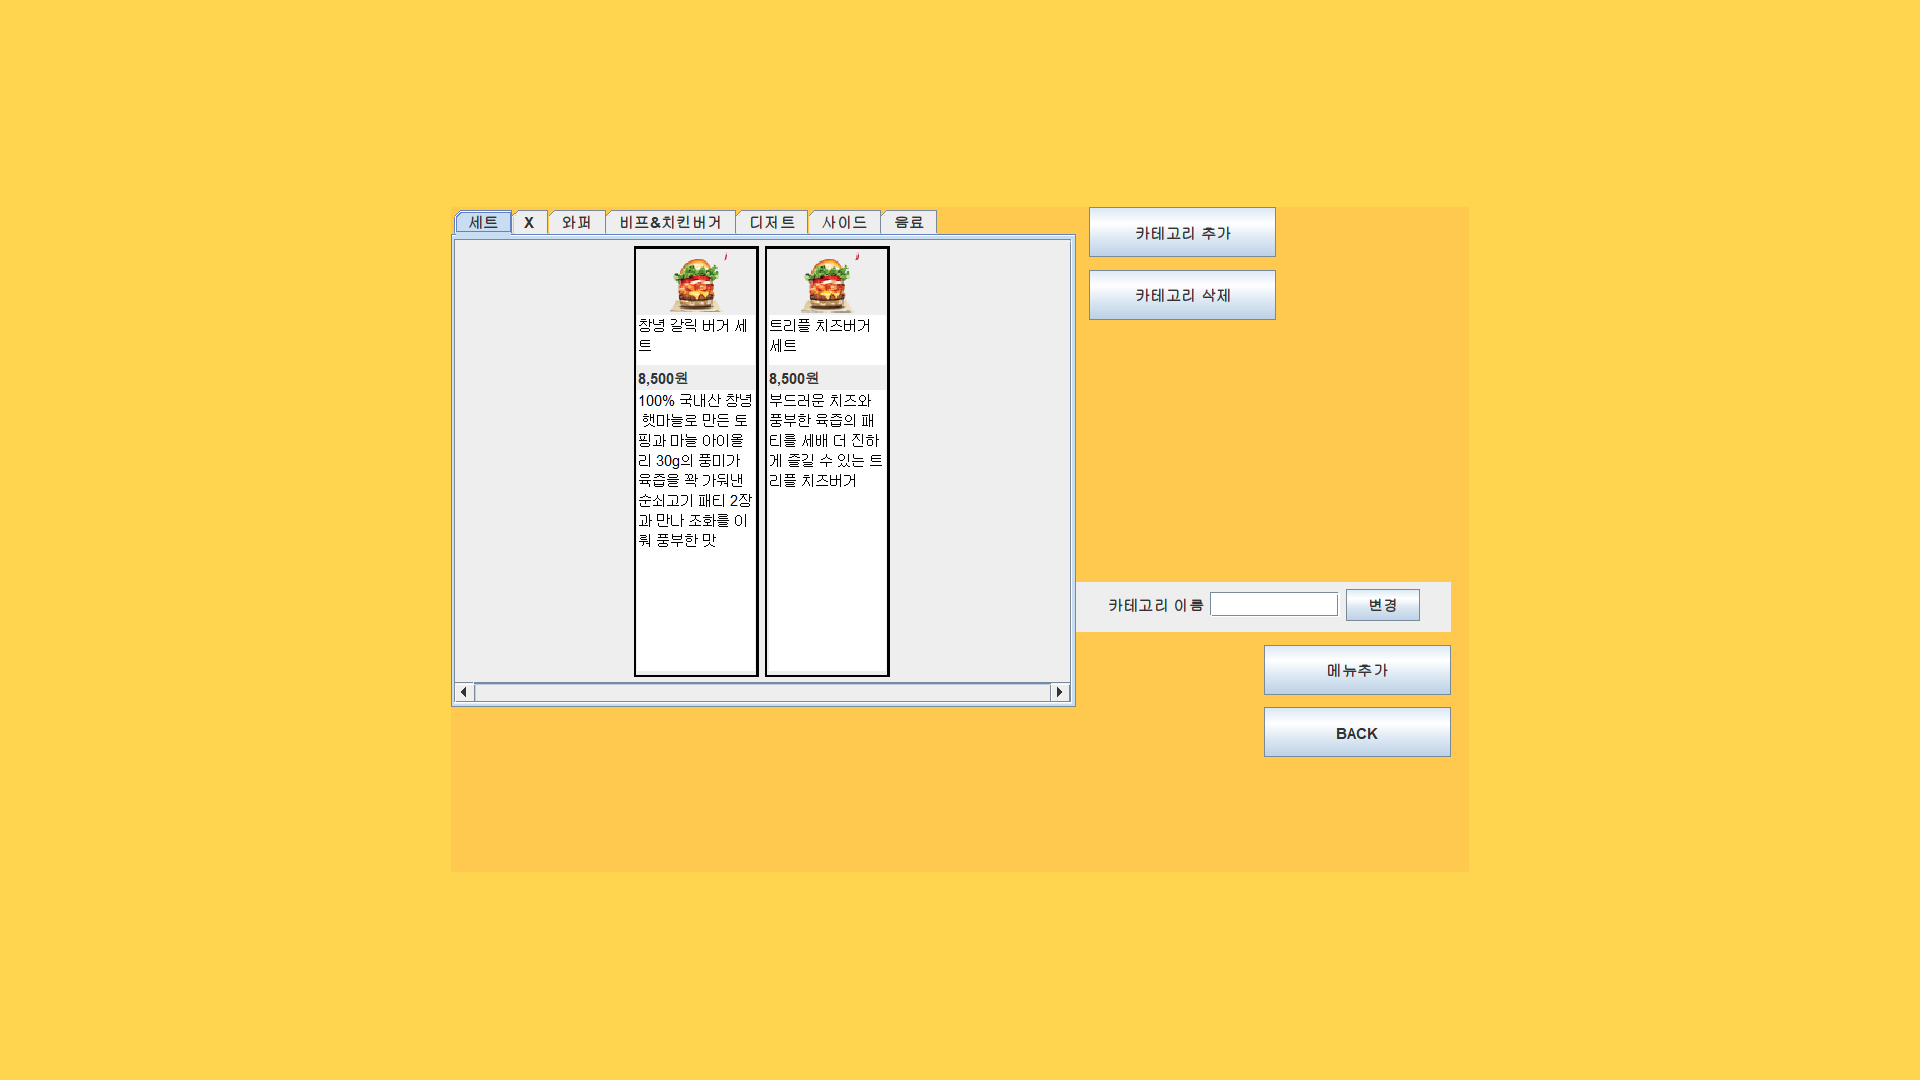 세트 X 와퍼 비프&치킨버거 디저트 사이드 음료
창녕 갈릭 버거 세
트
8,500원
100% 국내산 창녕
햇마늘로 만든 토
핑과 마늘 아이올
리 30g의 풍미가
육즙을 꽉 가둬낸
순쇠고기 패티 2장
과 만나 조화를 이
뤄 풍부한 맛
트리플 치즈버거
세트
8,500원
부드러운 치즈와
풍부한 육즙의 패
티를 세배 더 진하
게 즐길 수 있는 트
리플 치즈버거
카테고리 추가
카테고리 삭제
카테고리 이름 변경
메뉴추가
BACK